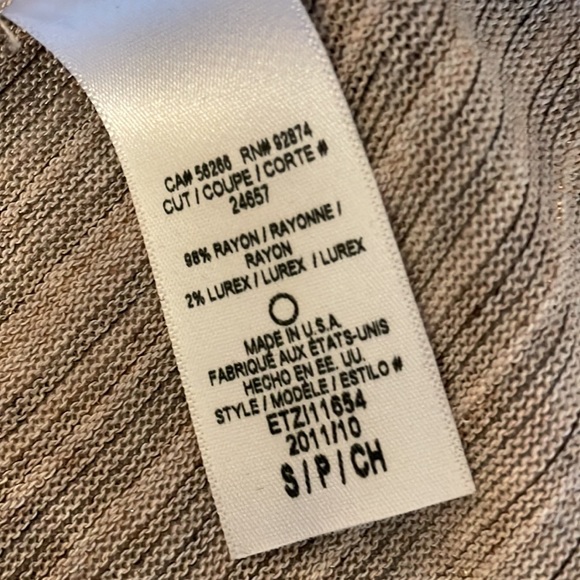 CA# 56266 RN# 92874
CUT / COUPE / CORTE #
24657
98% RAYON / RAYONNE /
RAYON
2% LUREX / LUREX / LUREX
MADE IN U.S.A.
FABRIQUÉ AUX ÉTATS-UNIS
HECHO EN EE. UU.
STYLE / MODÈLE / ESTILO #
ETZI11654
2011/10
S / P / CH